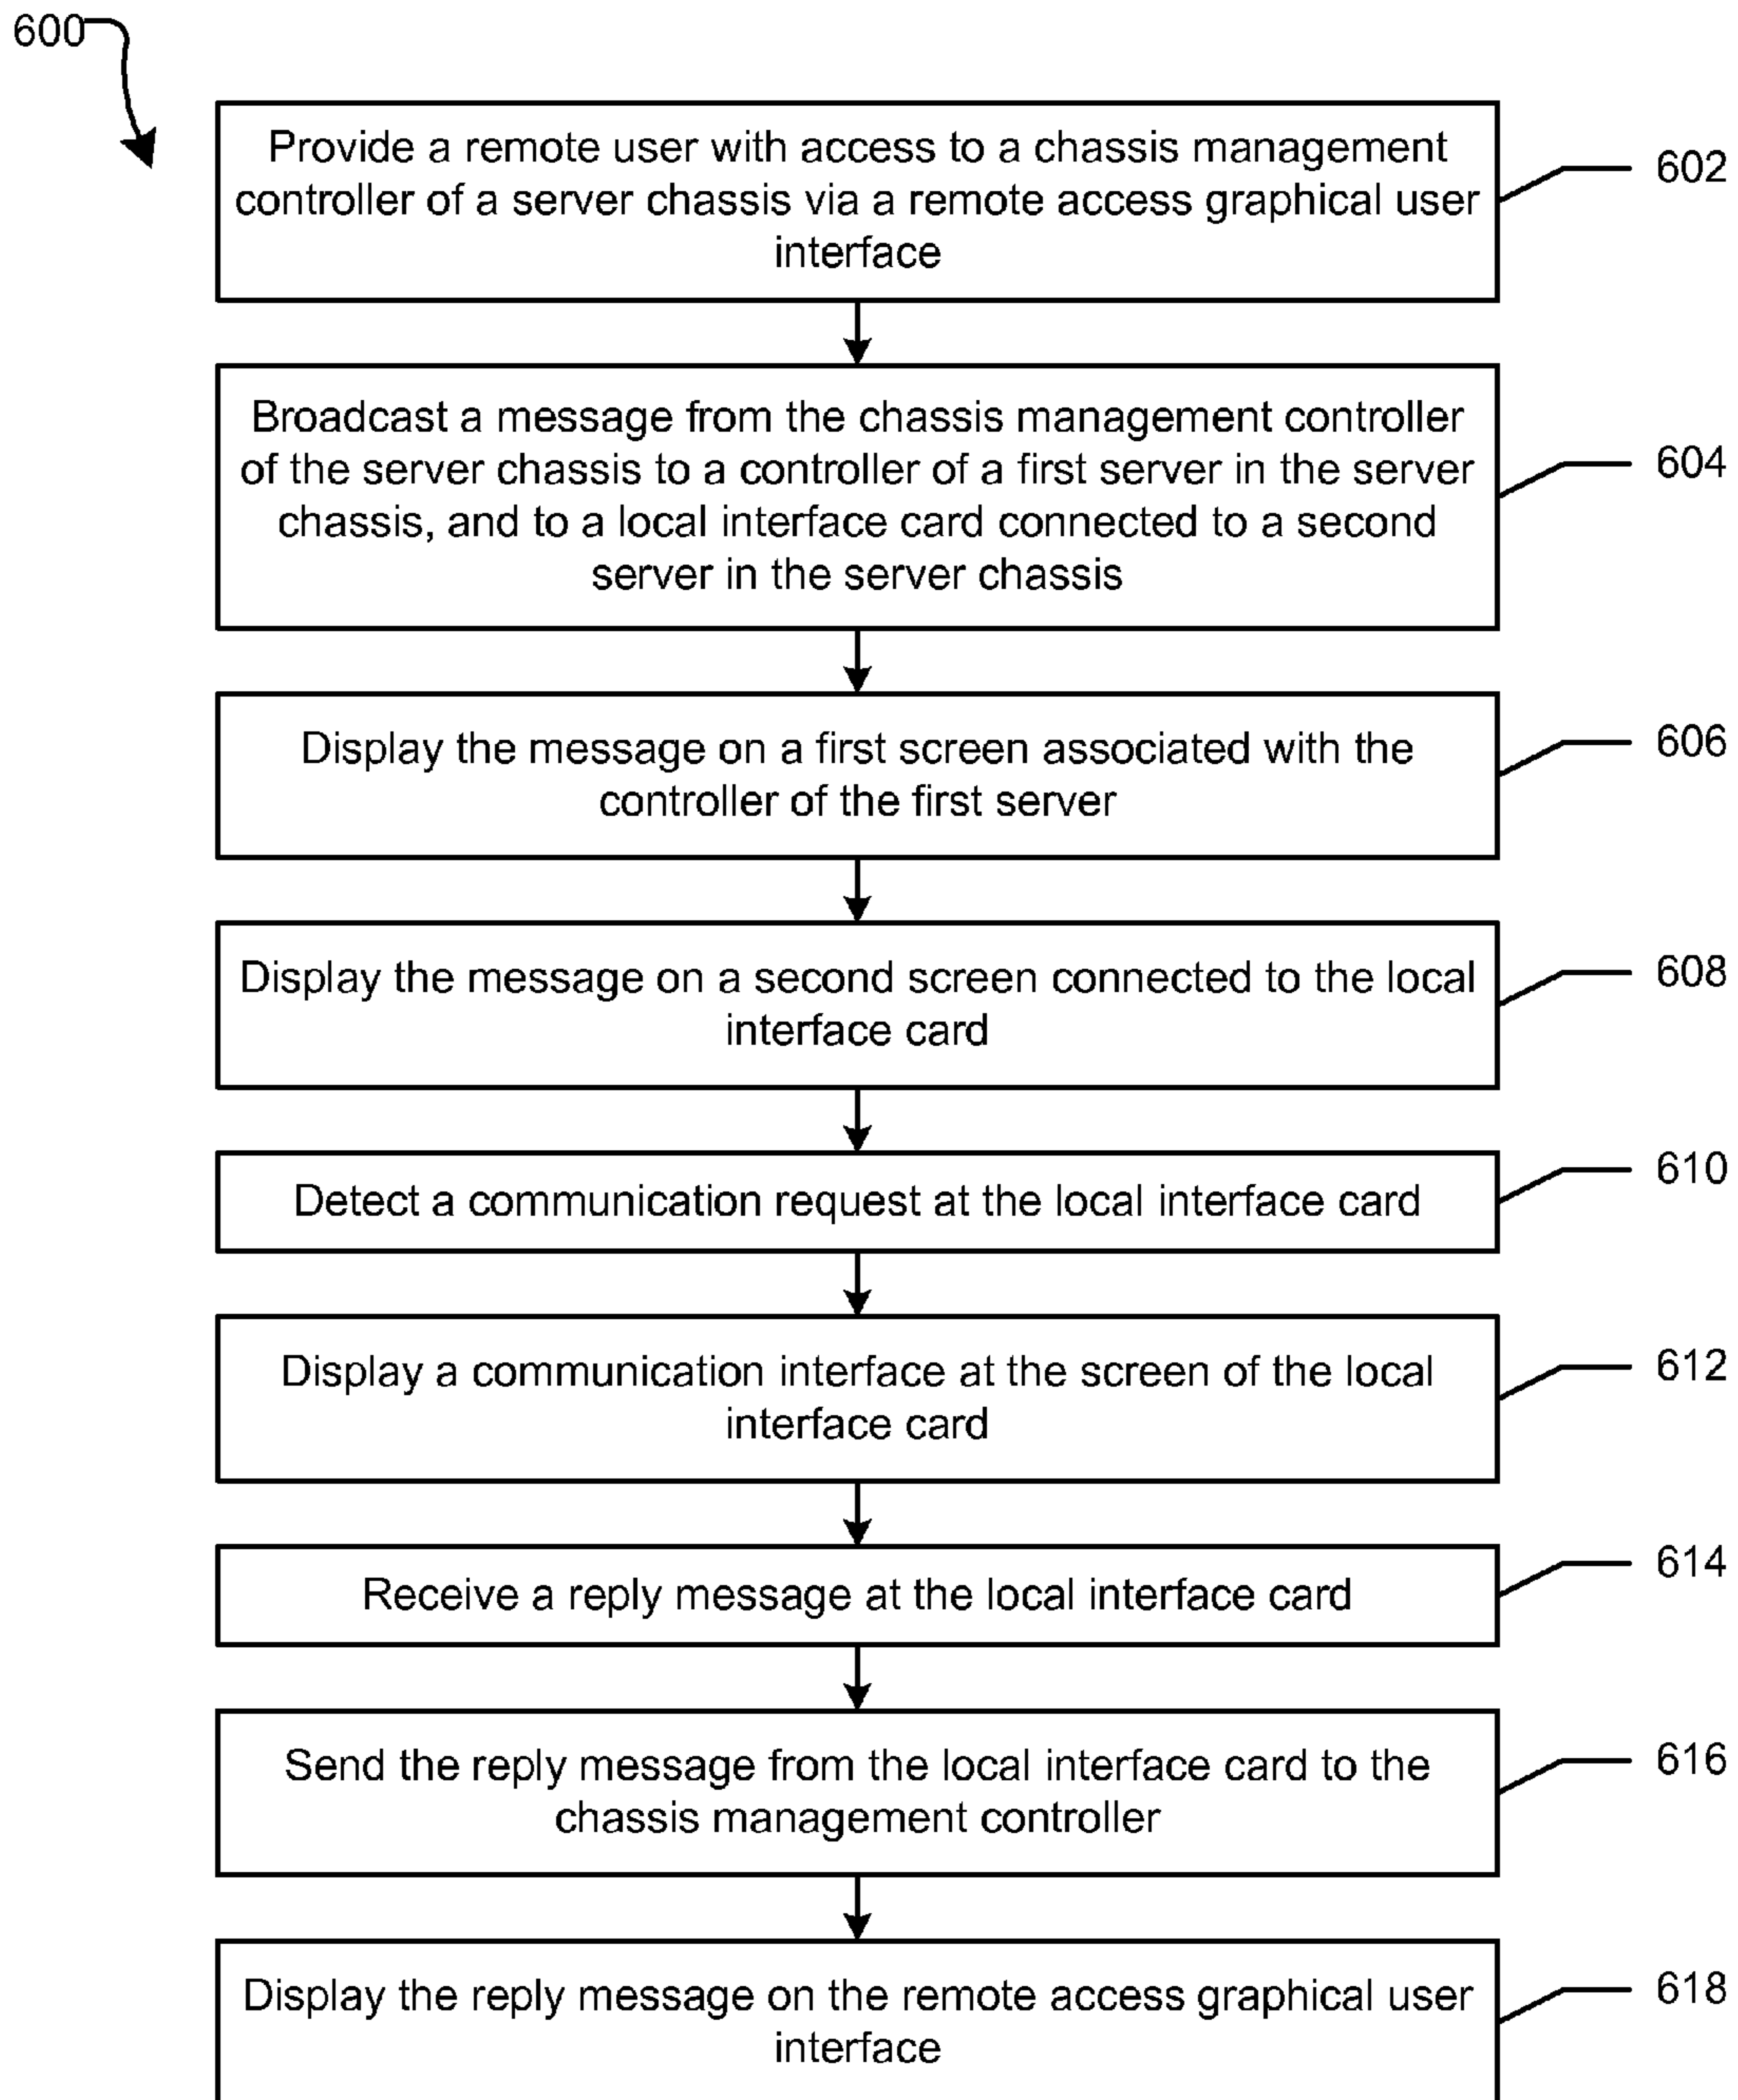 600
Provide a remote user with access to a chassis management
controller of a server chassis via a remote access graphical user
interface
602
Broadcast a message from the chassis management controller
of the server chassis to a controller of a first server in the server
chassis, and to a local interface card connected to a second
server in the server chassis
604
Display the message on a first screen associated with the
controller of the first server
606
Display the message on a second screen connected to the local
interface card
608
Detect a communication request at the local interface card
610
Display a communication interface at the screen of the local
interface card
612
Receive a reply message at the local interface card
614
Send the reply message from the local interface card to the
chassis management controller
616
Display the reply message on the remote access graphical user
interface
618